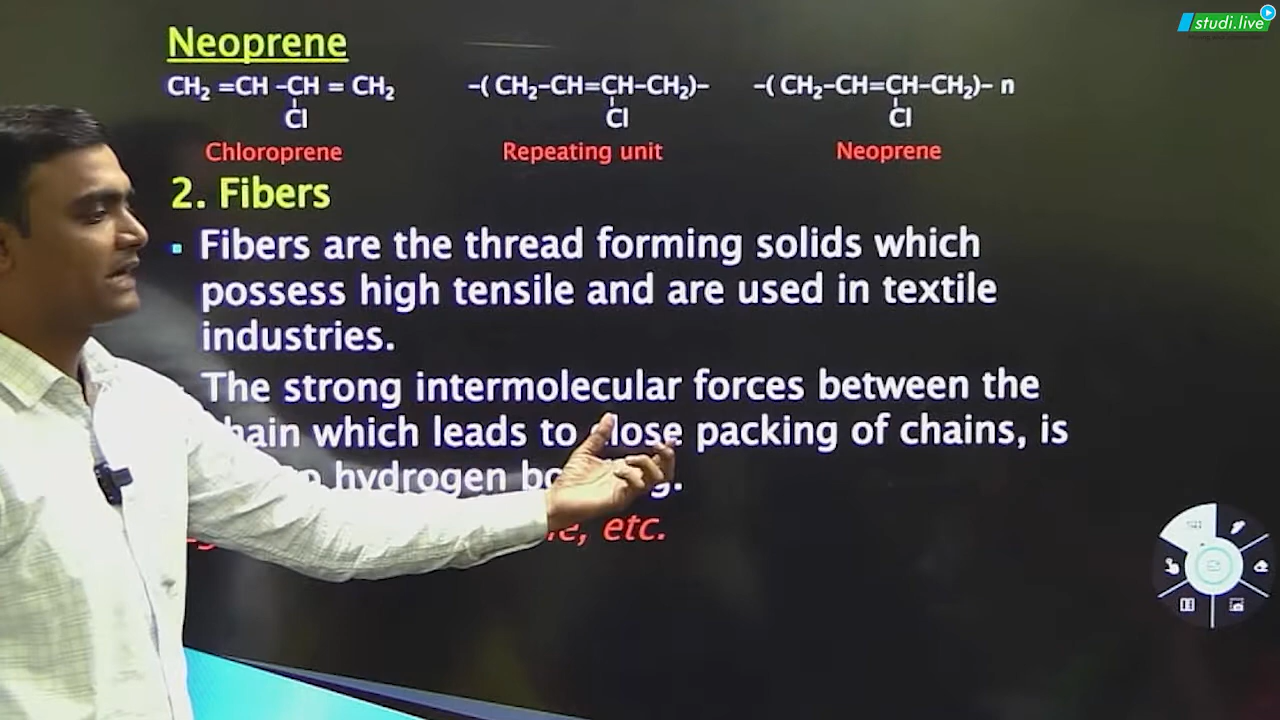 studi.live
Neoprene
CH₂ =CH –CH = CH₂ –( CH₂–CH=CH–CH₂)– –( CH₂–CH=CH–CH₂)– n
Cl Cl Cl
Chloroprene Repeating unit Neoprene
2. Fibers
▪ Fibers are the thread forming solids which
possess high tensile and are used in textile
industries.
The strong intermolecular forces between the
which leads to close packing of chains, is
hydrogen
etc.